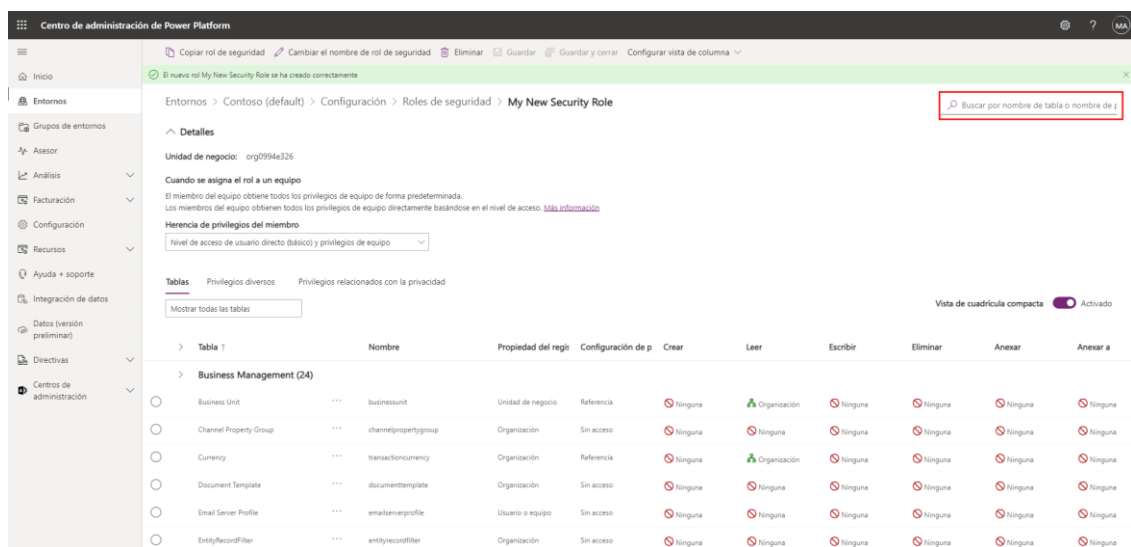 Centro de administración de Power Platform ? MA
Copiar rol de seguridad Cambiar el nombre de rol de seguridad Eliminar Guardar Guardar y cerrar Configurar vista de columna
El nuevo rol My New Security Role se ha creado correctamente
Inicio
Entornos
Grupos de entornos
Asesor
Análisis
Facturación
Configuración
Recursos
Ayuda + soporte
Integración de datos
Datos (versión
preliminar)
Directivas
Centros de
administración
Entornos > Contoso (default) > Configuración > Roles de seguridad > My New Security Role
Buscar por nombre de tabla o nombre de
Detalles
Unidad de negocio: org0994e326
Cuando se asigna el rol a un equipo
El miembro del equipo obtiene todos los privilegios de equipo de forma predeterminada.
Los miembros del equipo obtienen todos los privilegios de equipo directamente basándose en el nivel de acceso. Más información
Herencia de privilegios del miembro
Nivel de acceso de usuario directo (básico) y privilegios de equipo
Tablas Privilegios diversos Privilegios relacionados con la privacidad
Mostrar todas las tablas
Vista de cuadrícula compacta Activado
Tabla ↑ Nombre Propiedad del regis Configuración de p Crear Leer Escribir Eliminar Anexar Anexar a
Business Management (24)
Business Unit ... businessunit Unidad de negocio Referencia Ninguna Organización Ninguna Ninguna Ninguna Ninguna
Channel Property Group ... channelpropertygroup Organización Sin acceso Ninguna Ninguna Ninguna Ninguna Ninguna Ninguna
Currency ... transactioncurrency Organización Referencia Ninguna Organización Ninguna Ninguna Ninguna Ninguna
Document Template ... documenttemplate Organización Sin acceso Ninguna Ninguna Ninguna Ninguna Ninguna Ninguna
Email Server Profile ... emailserverprofile Usuario o equipo Sin acceso Ninguna Ninguna Ninguna Ninguna Ninguna Ninguna
EntityRecordFilter ... entityrecordfilter Organización Sin acceso Ninguna Ninguna Ninguna Ninguna Ninguna Ninguna